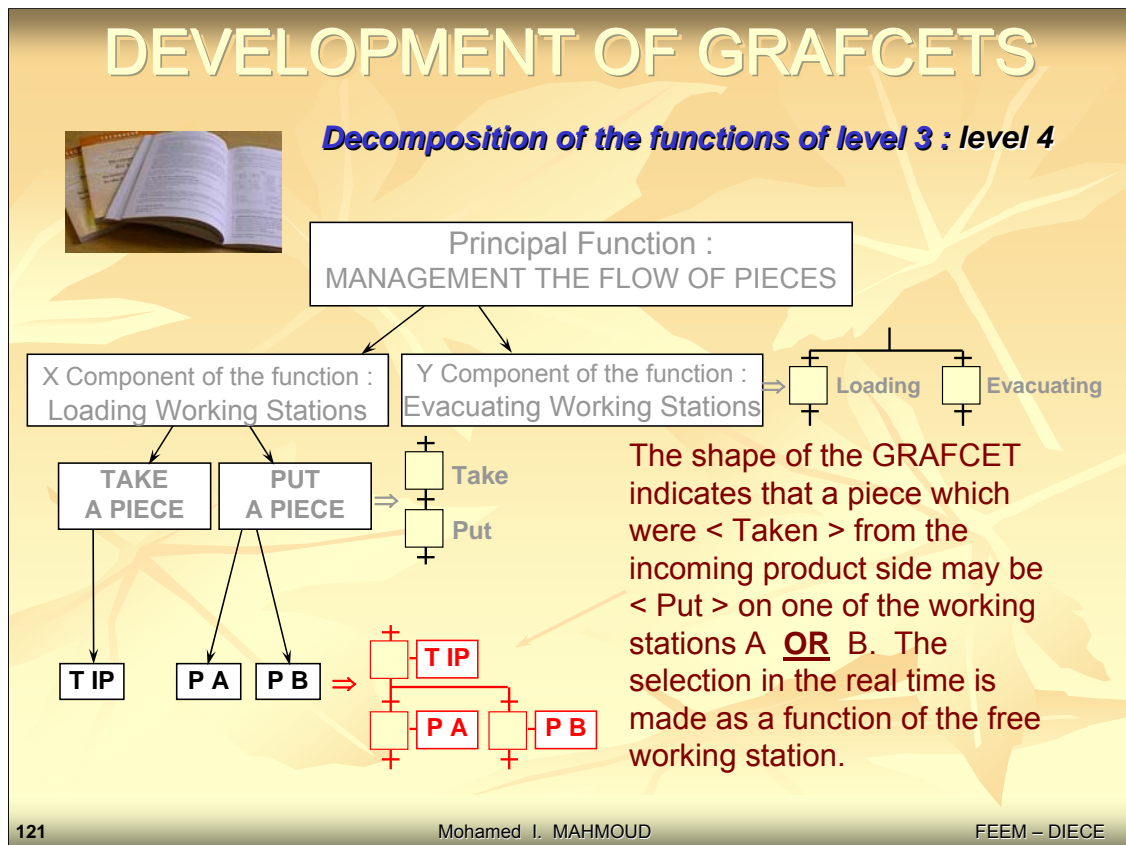 DEVELOPMENT OF GRAFCETS
Decomposition of the functions of level 3 : level 4
Principal Function :
MANAGEMENT THE FLOW OF PIECES
X Component of the function :
Loading Working Stations
Y Component of the function :
Evacuating Working Stations
⇒
Loading
Evacuating
TAKE
A PIECE
PUT
A PIECE
⇒
Take
Put
T IP
P A
P B
⇒
T IP
P A
P B
The shape of the GRAFCET
indicates that a piece which
were < Taken > from the
incoming product side may be
< Put > on one of the working
stations A OR B. The
selection in the real time is
made as a function of the free
working station.
121
Mohamed I. MAHMOUD
FEEM – DIECE